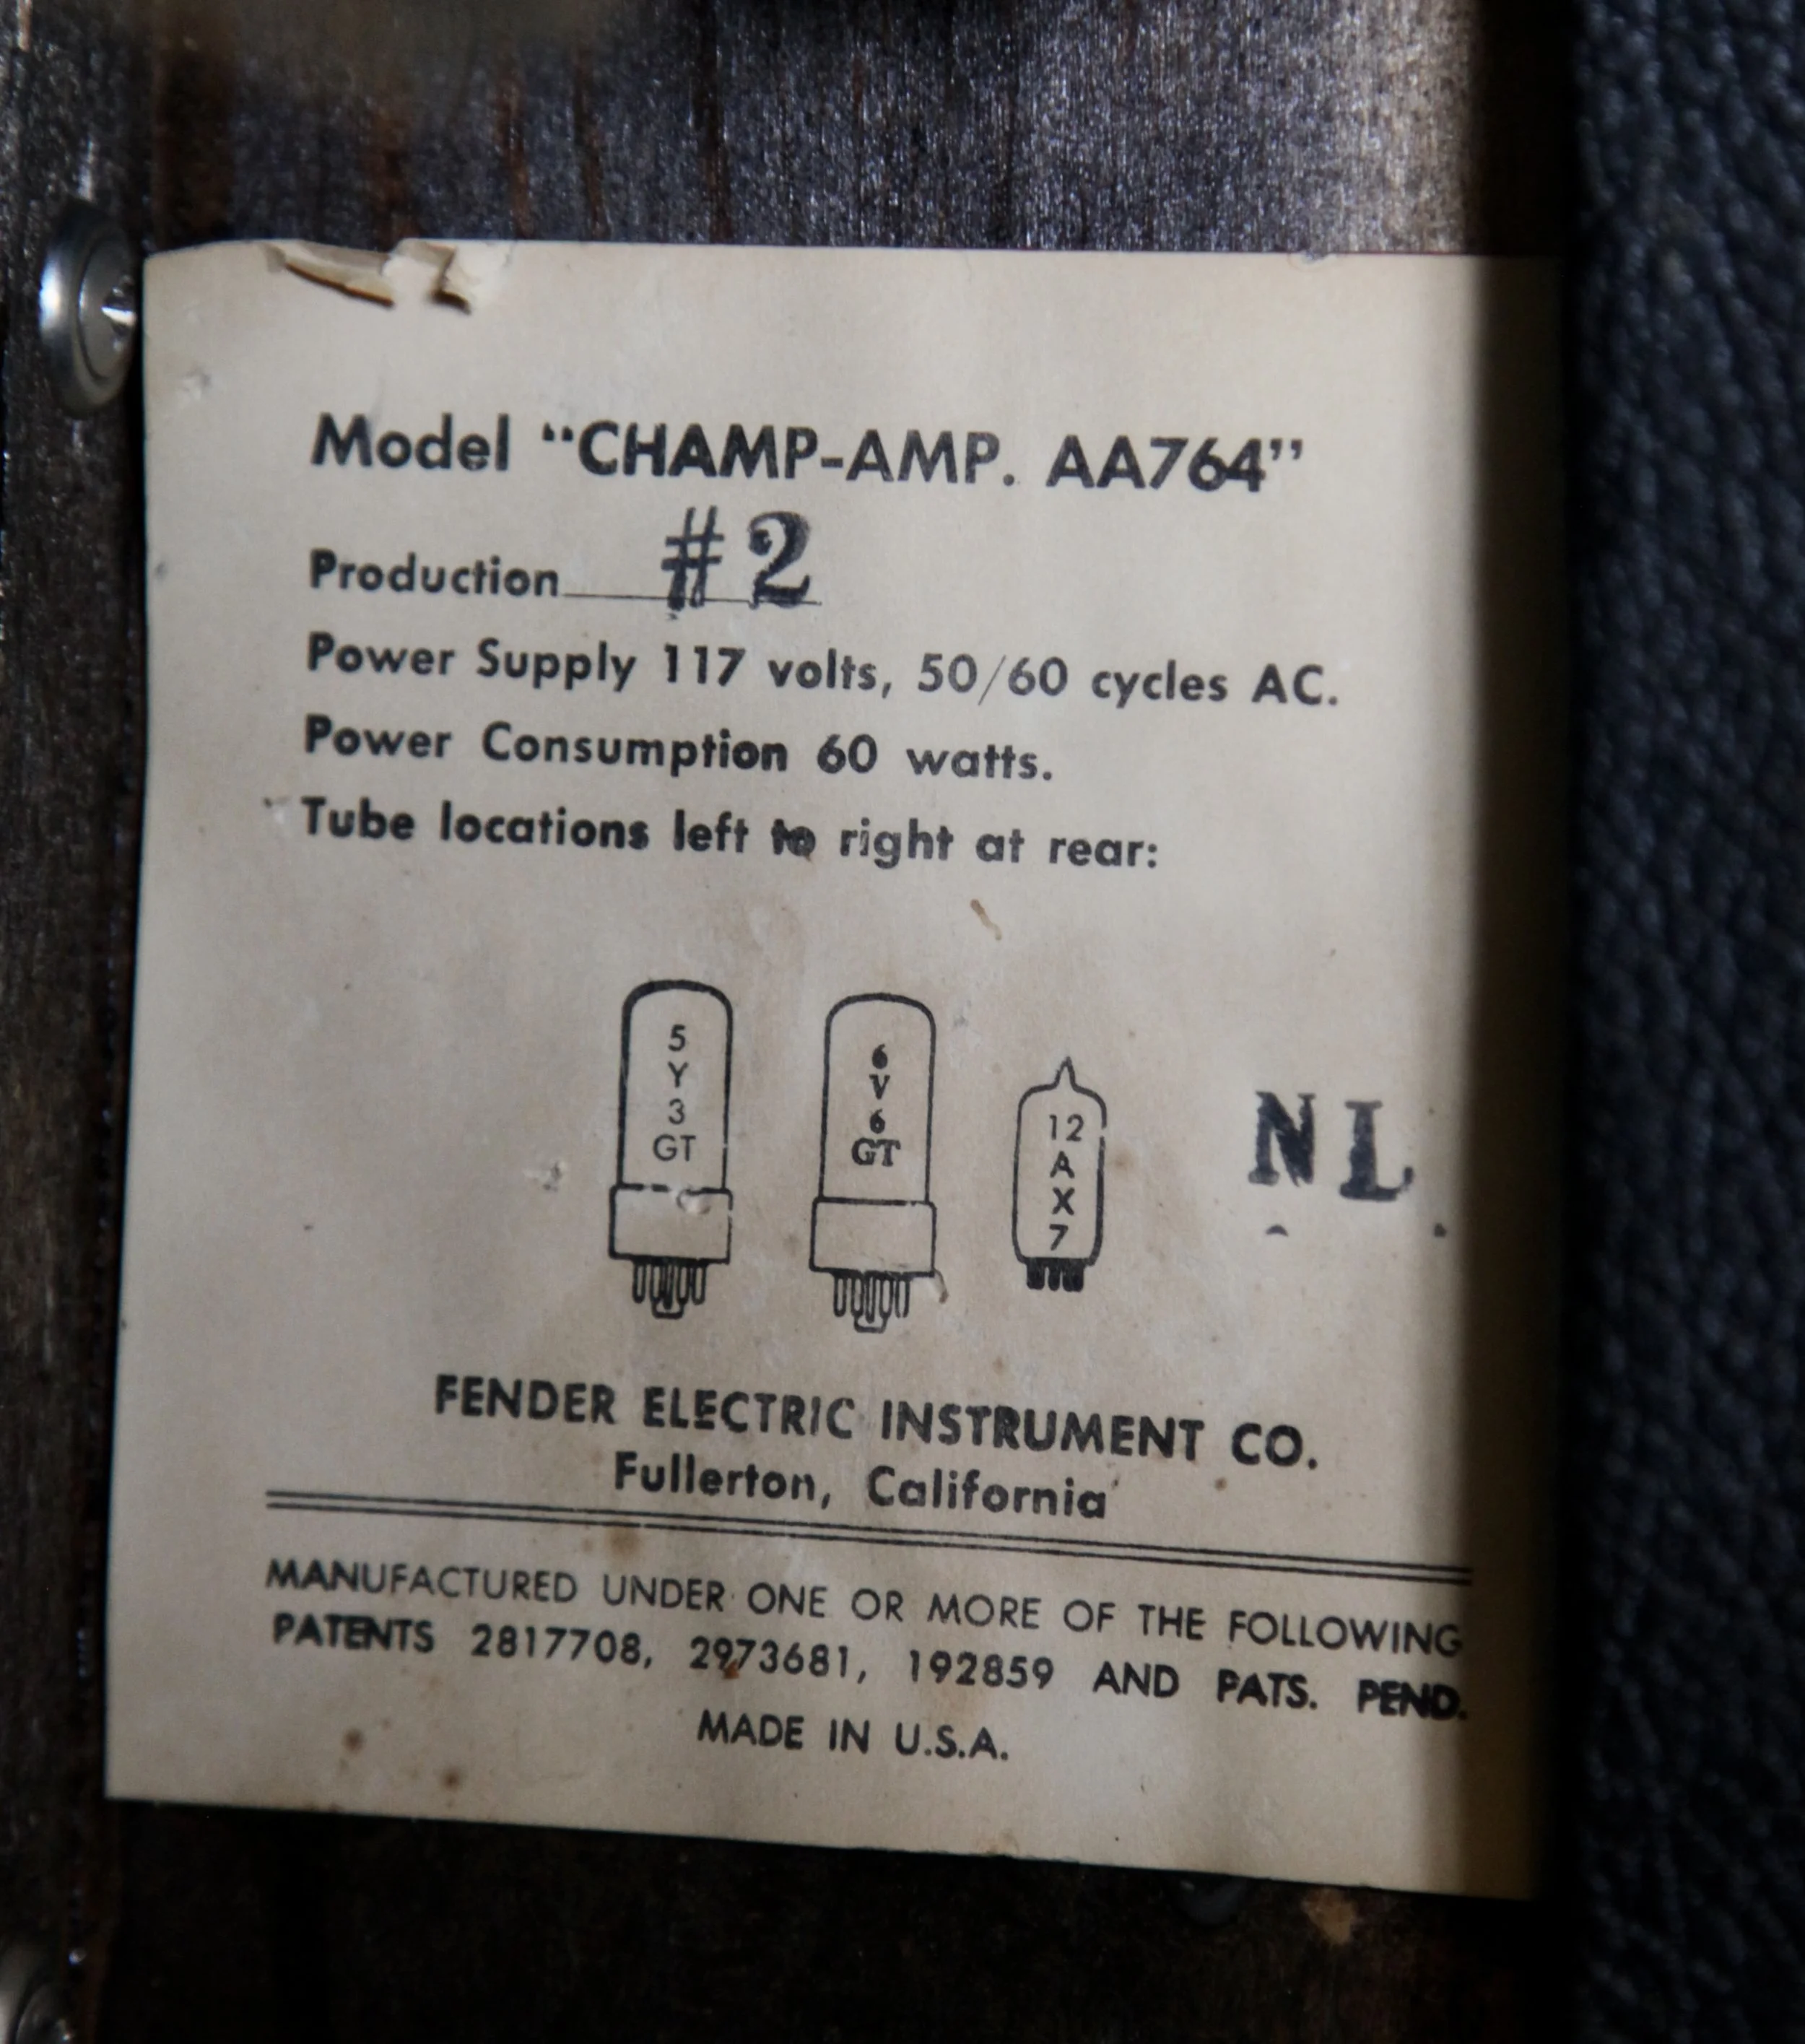 Model “CHAMP-AMP. AA764”
Production #2
Power Supply 117 volts, 50/60 cycles AC.
Power Consumption 60 watts.
Tube locations left to right at rear:
5
Y
3
GT
6
V
6
GT
12
A
X
7
NL
FENDER ELECTRIC INSTRUMENT CO.
Fullerton, California
MANUFACTURED UNDER ONE OR MORE OF THE FOLLOWING
PATENTS 2817708, 2973681, 192859 AND PATS. PEND.
MADE IN U.S.A.